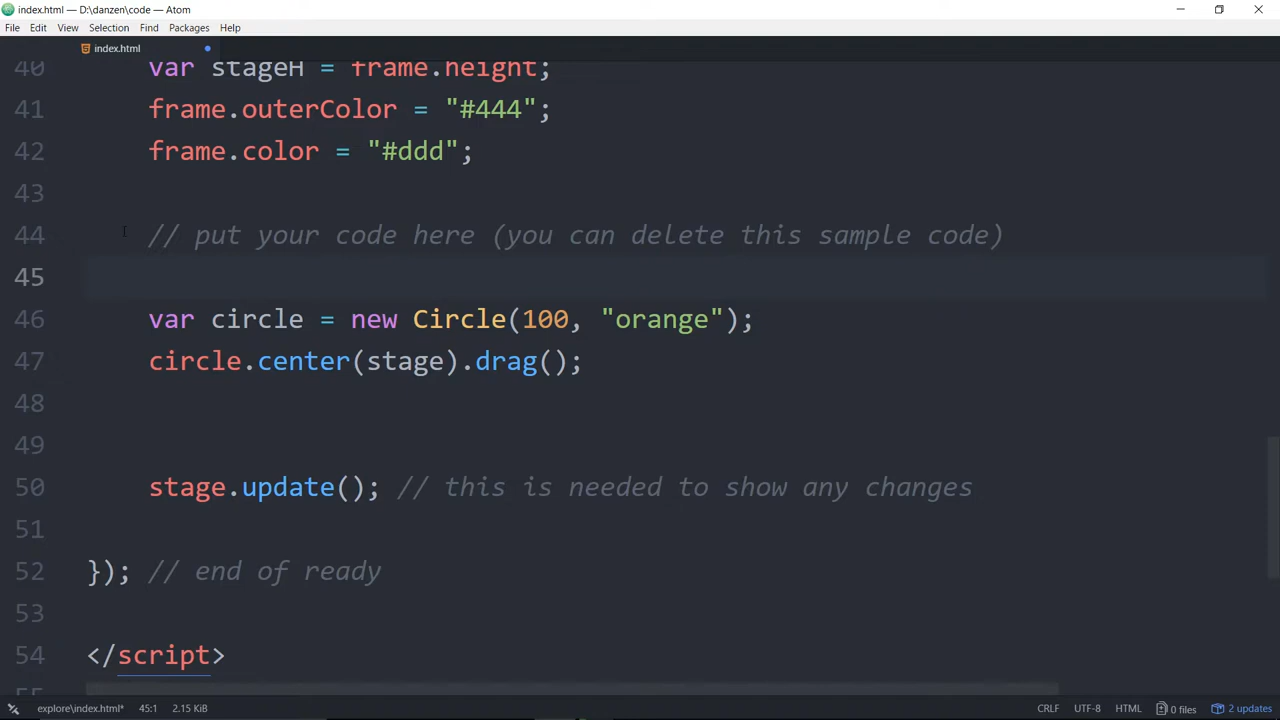 index.html — D:\danzen\code — Atom
File Edit View Selection Find Packages Help
index.html
40 var stageH = frame.height;
41 frame.outerColor = "#444";
42 frame.color = "#ddd";
43
44 // put your code here (you can delete this sample code)
45
46 var circle = new Circle(100, "orange");
47 circle.center(stage).drag();
48
49
50 stage.update(); // this is needed to show any changes
51
52 }); // end of ready
53
54 </script>
55
explore\index.html* 45:1 2.15 KiB CRLF UTF-8 HTML 0 files 2 updates